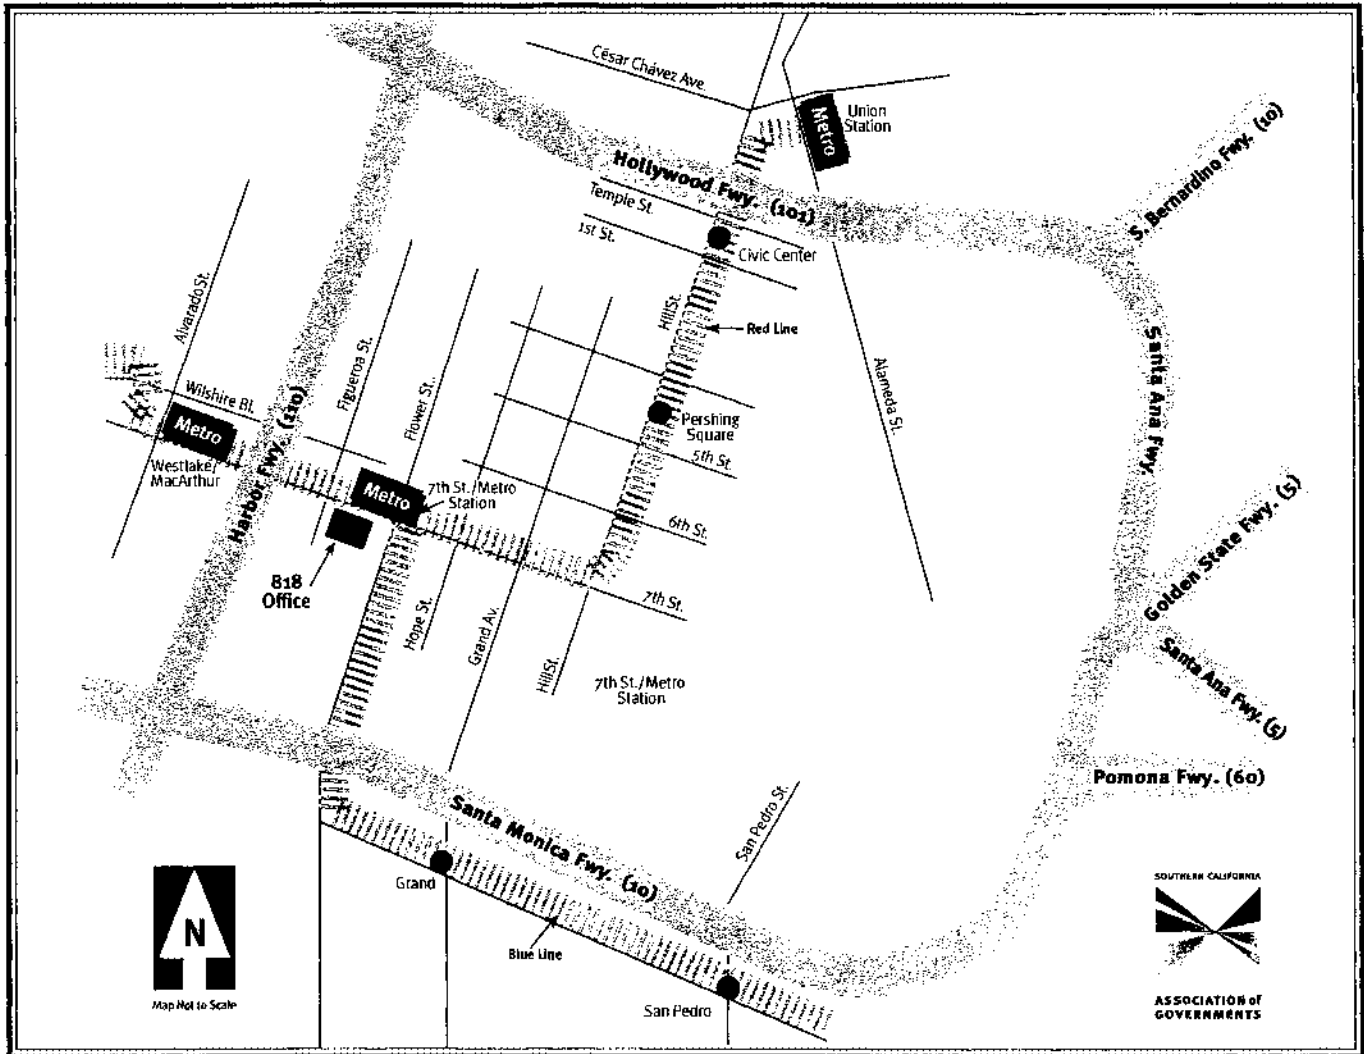 César Chávez Ave.
Metro
Union
Station
S. Bernardino Fwy. (10)
Hollywood Fwy. (101)
Temple St.
1st St.
Civic Center
Alvarado St.
Hill St.
Red Line
Santa Ana Fwy.
Figueroa St.
Flower St.
Alameda St.
Wilshire Bl.
Metro
Westlake/
MacArthur
Harbor Fwy. (110)
Pershing
Square
5th St.
Metro
7th St./Metro
Station
6th St.
Golden State Fwy. (5)
818
Office
7th St.
Hope St.
Grand Av.
Hill St.
7th St./Metro
Station
Santa Ana Fwy. (5)
Pomona Fwy. (60)
Santa Monica Fwy. (10)
San Pedro St.
Grand
Blue Line
San Pedro
N
Map Not to Scale
SOUTHERN CALIFORNIA
ASSOCIATION of
GOVERNMENTS